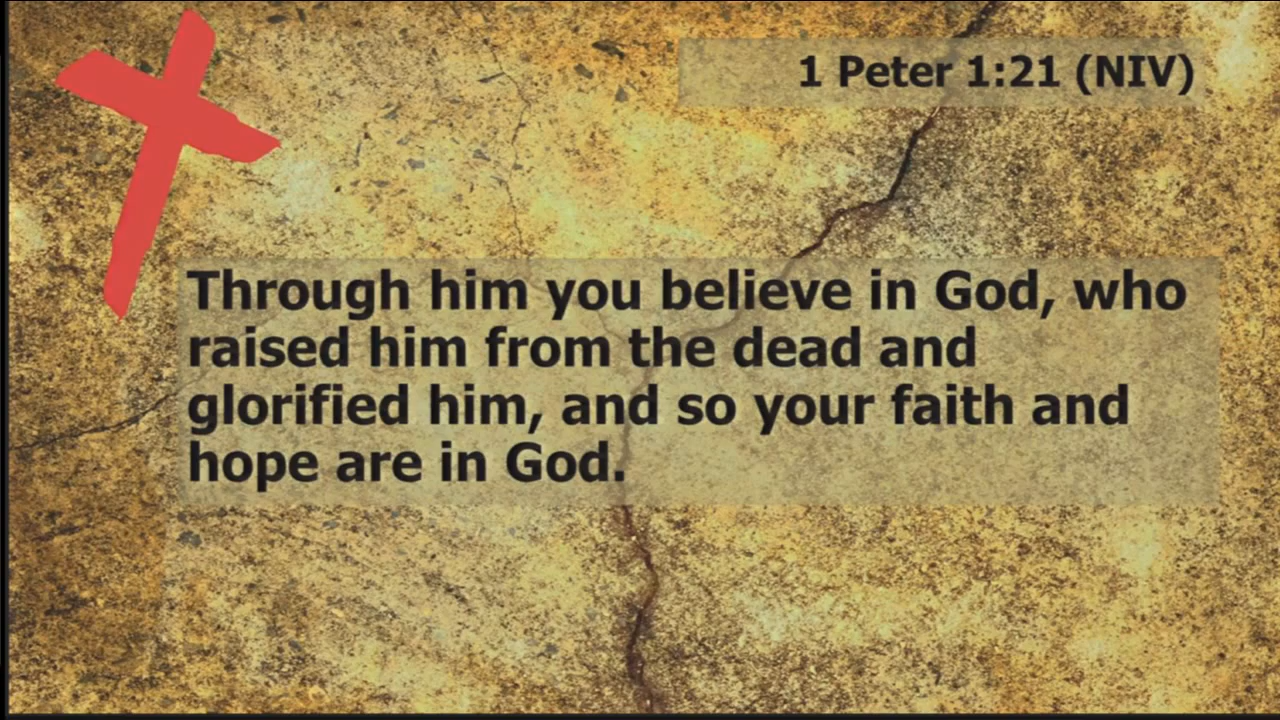 1 Peter 1:21 (NIV)
Through him you believe in God, who
raised him from the dead and
glorified him, and so your faith and
hope are in God.